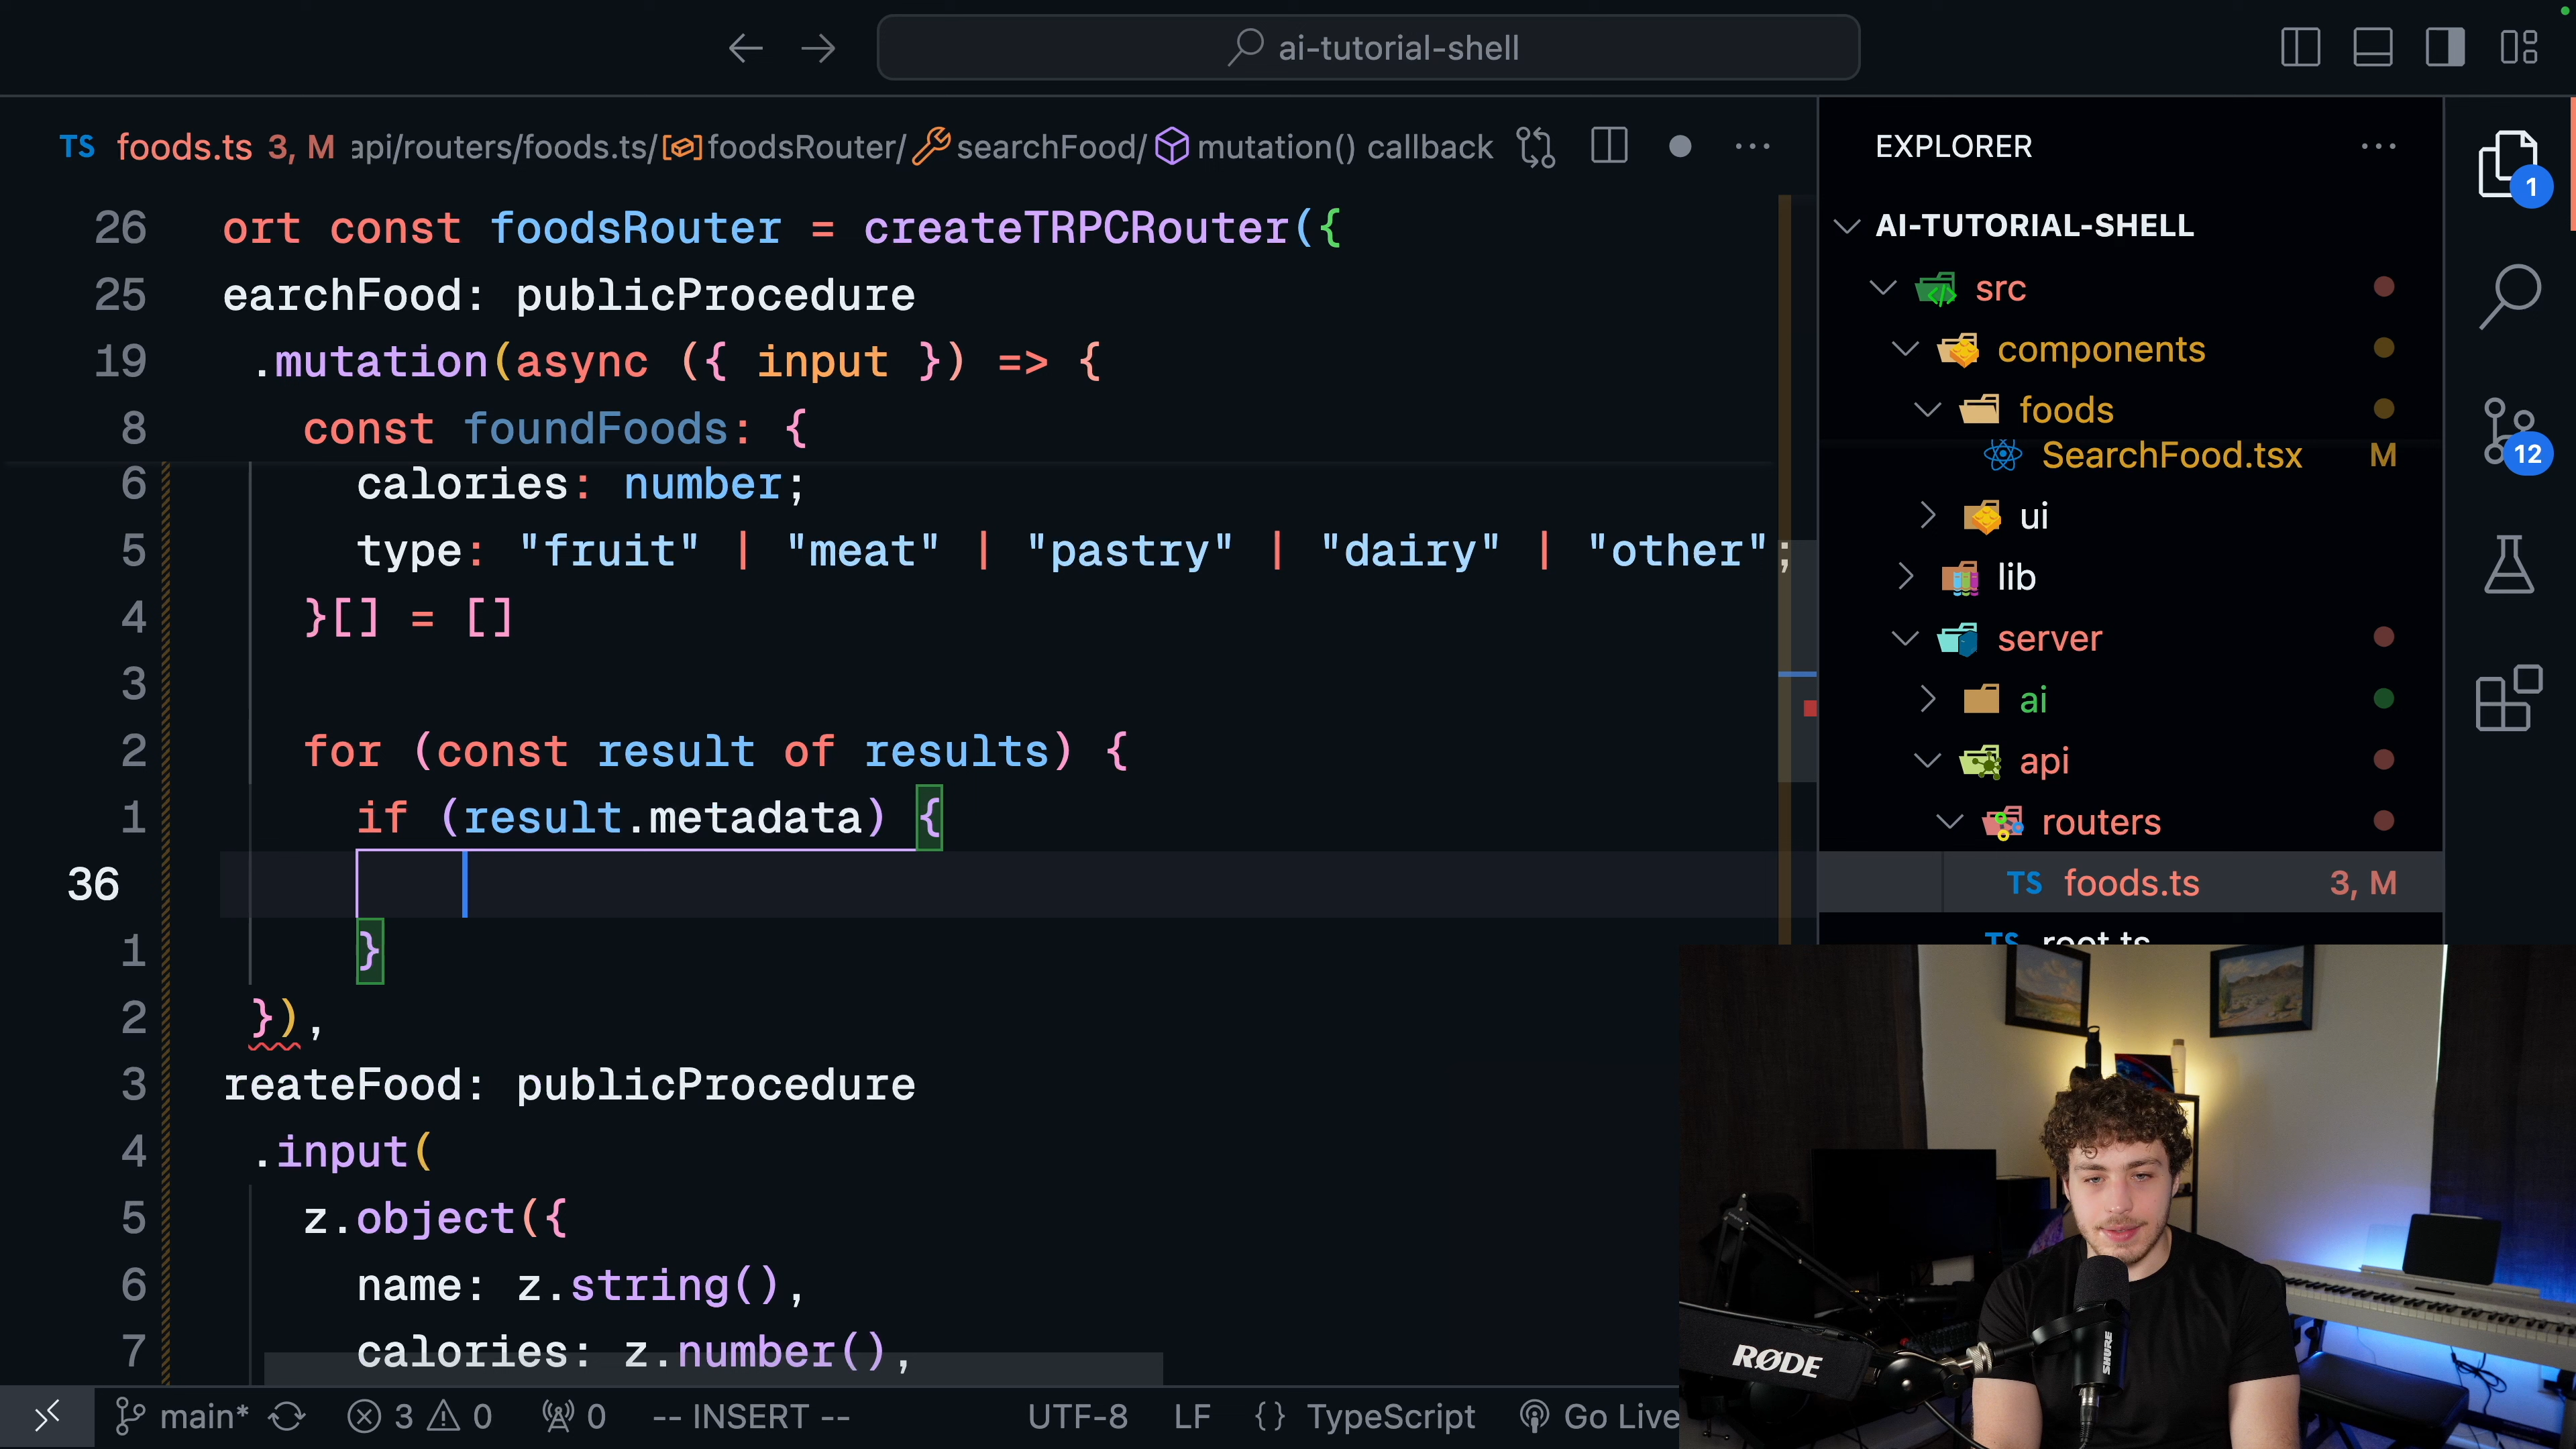 ai-tutorial-shell
TS foods.ts 3, M api/routers/foods.ts/ foodsRouter/ searchFood/ mutation() callback
26 ort const foodsRouter = createTRPCRouter({
25 earchFood: publicProcedure
19 .mutation(async ({ input }) => {
8 const foundFoods: {
6 calories: number;
5 type: "fruit" | "meat" | "pastry" | "dairy" | "other";
4 }[] = []
3
2 for (const result of results) {
1 if (result.metadata) {
36
1 }
2 }),
3 reateFood: publicProcedure
4 .input(
5 z.object({
6 name: z.string(),
7 calories: z.number(),
main* 3 0 0 -- INSERT -- UTF-8 LF {} TypeScript Go Live
EXPLORER
AI-TUTORIAL-SHELL
src
components
foods
SearchFood.tsx M
ui
lib
server
ai
api
routers
TS foods.ts 3, M
TS root.ts
1
12
RØDE
SHURE